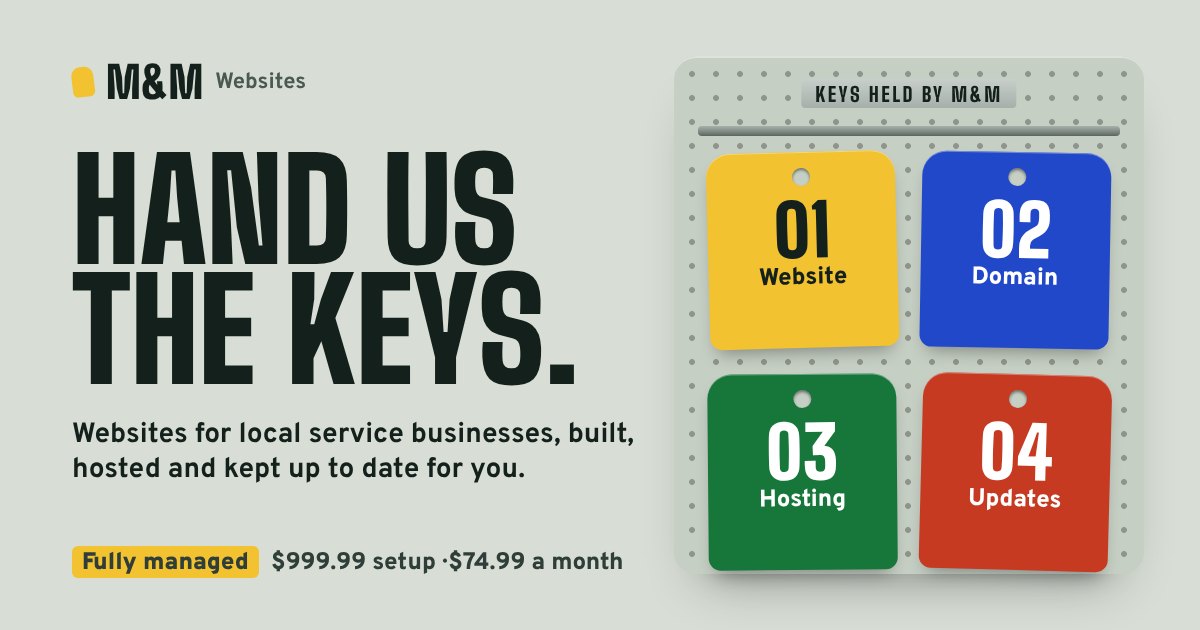 M&M Websites
HAND US
THE KEYS.
Websites for local service businesses, built,
hosted and kept up to date for you.
Fully managed $999.99 setup ·$74.99 a month
KEYS HELD BY M&M
01
Website
02
Domain
03
Hosting
04
Updates